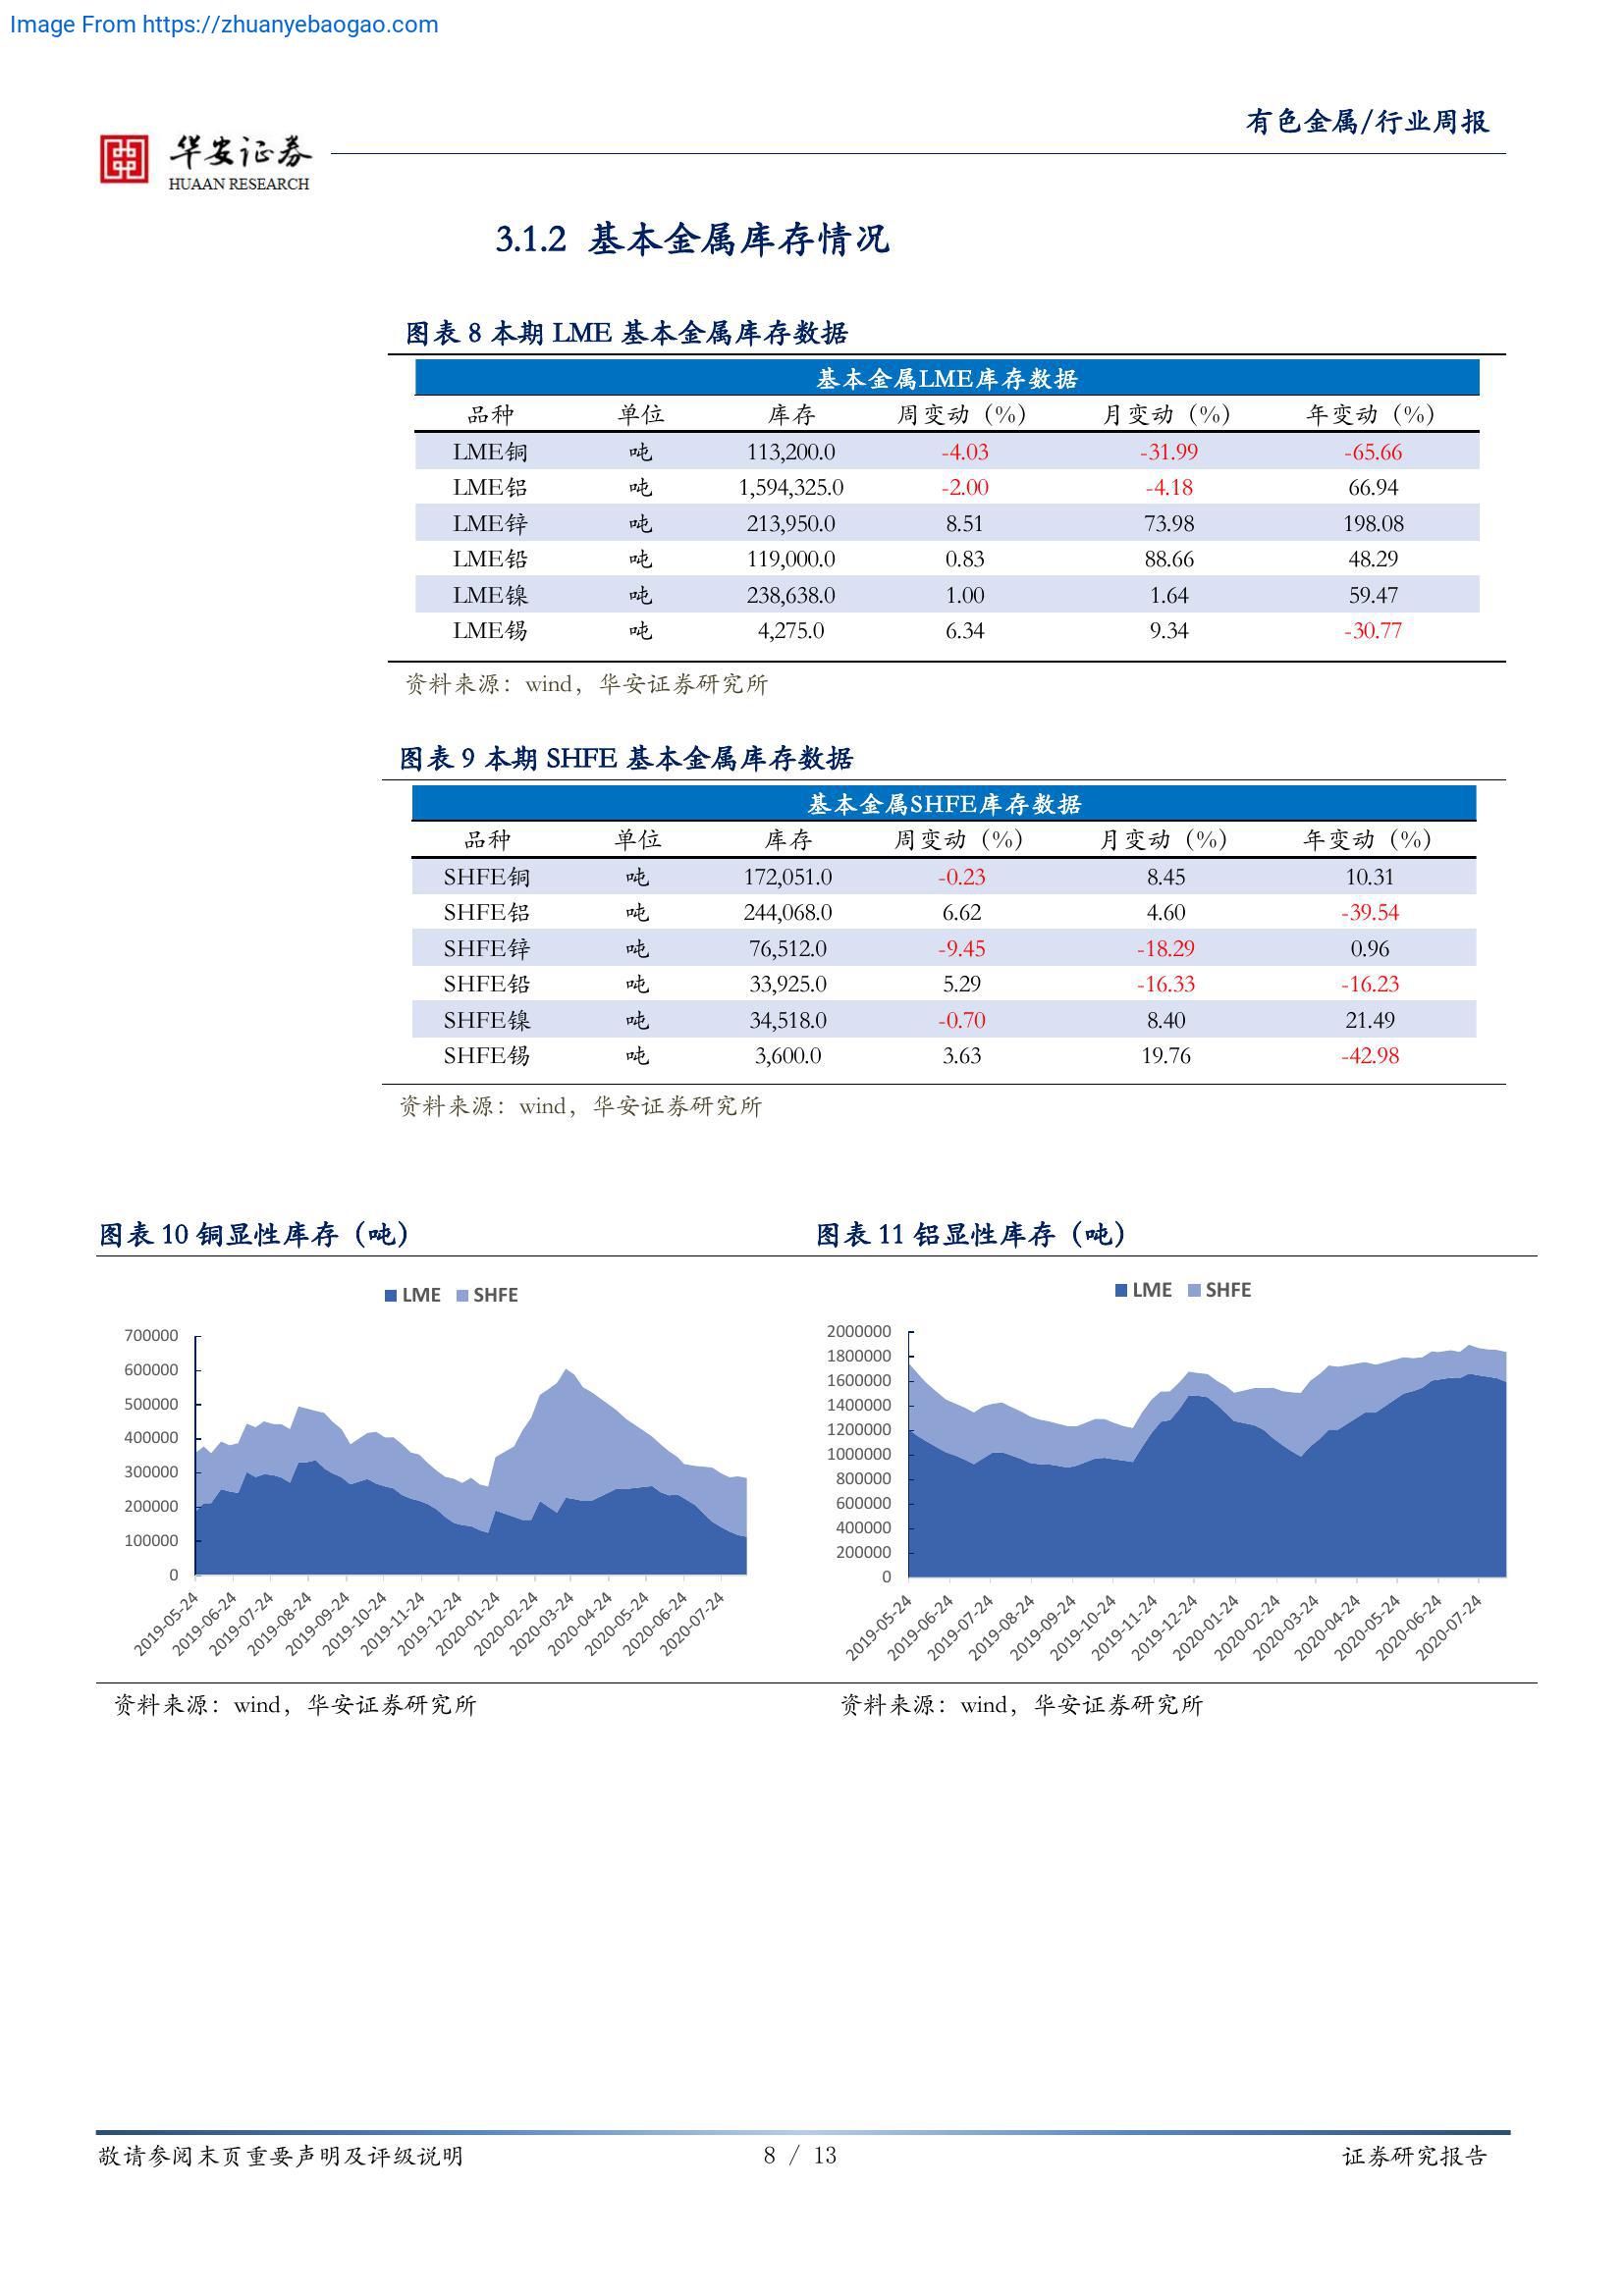 Image From https://zhuanyebaogao.com
有色金属/行业周报
华安证券
HUAAN RESEARCH
3.1.2 基本金属库存情况
图表 8 本期 LME 基本金属库存数据
基本金属LME库存数据
品种 单位 库存 周变动（%） 月变动（%） 年变动（%）
LME铜 吨 113,200.0 -4.03 -31.99 -65.66
LME铝 吨 1,594,325.0 -2.00 -4.18 66.94
LME锌 吨 213,950.0 8.51 73.98 198.08
LME铅 吨 119,000.0 0.83 88.66 48.29
LME镍 吨 238,638.0 1.00 1.64 59.47
LME锡 吨 4,275.0 6.34 9.34 -30.77
资料来源：wind，华安证券研究所
图表 9 本期 SHFE 基本金属库存数据
基本金属SHFE库存数据
品种 单位 库存 周变动（%） 月变动（%） 年变动（%）
SHFE铜 吨 172,051.0 -0.23 8.45 10.31
SHFE铝 吨 244,068.0 6.62 4.60 -39.54
SHFE锌 吨 76,512.0 -9.45 -18.29 0.96
SHFE铅 吨 33,925.0 5.29 -16.33 -16.23
SHFE镍 吨 34,518.0 -0.70 8.40 21.49
SHFE锡 吨 3,600.0 3.63 19.76 -42.98
资料来源：wind，华安证券研究所
图表 10 铜显性库存（吨）
LME SHFE
700000
600000
500000
400000
300000
200000
100000
0
2019-05-24
2019-06-24
2019-07-24
2019-08-24
2019-09-24
2019-10-24
2019-11-24
2019-12-24
2020-01-24
2020-02-24
2020-03-24
2020-04-24
2020-05-24
2020-06-24
2020-07-24
资料来源：wind，华安证券研究所
图表 11 铝显性库存（吨）
LME SHFE
2000000
1800000
1600000
1400000
1200000
1000000
800000
600000
400000
200000
0
2019-05-24
2019-06-24
2019-07-24
2019-08-24
2019-09-24
2019-10-24
2019-11-24
2019-12-24
2020-01-24
2020-02-24
2020-03-24
2020-04-24
2020-05-24
2020-06-24
2020-07-24
资料来源：wind，华安证券研究所
敬请参阅末页重要声明及评级说明 8 / 13 证券研究报告